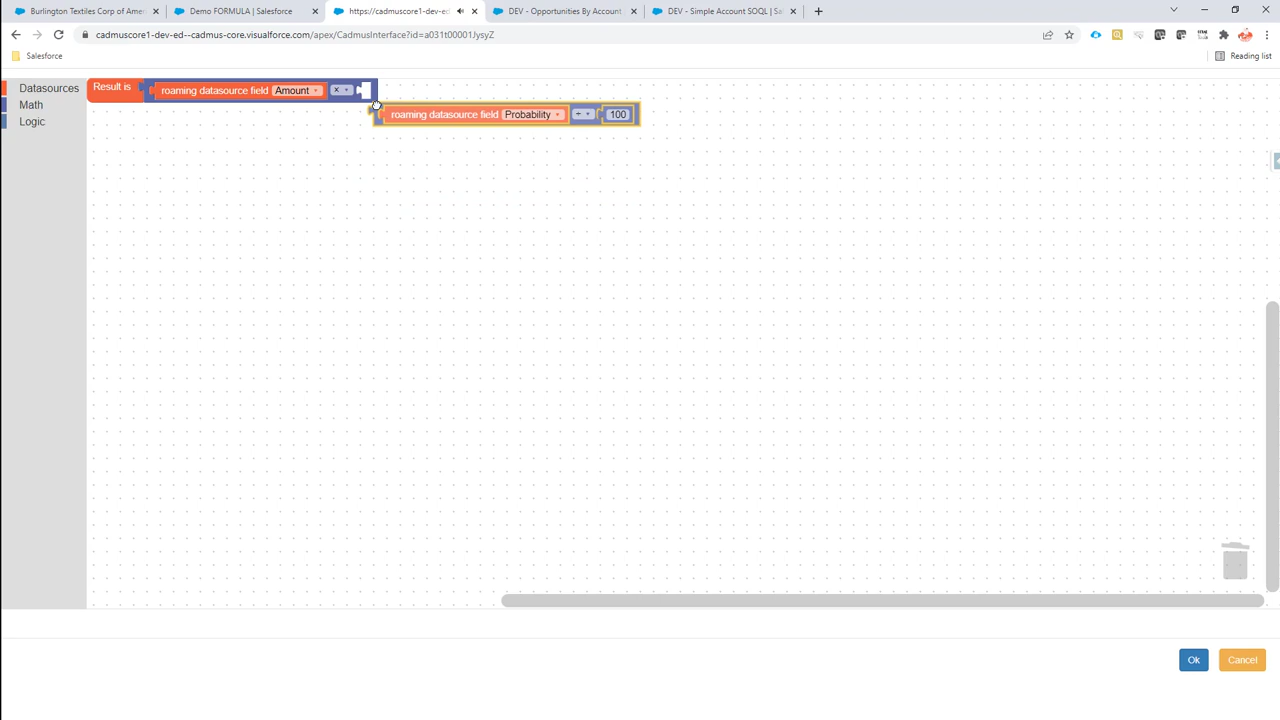 Burlington Textiles Corp of Ameri
Demo FORMULA | Salesforce
https://cadmuscore1-dev-ed
DEV - Opportunities By Account
DEV - Simple Account SOQL | Sal
cadmuscore1-dev-ed--cadmus-core.visualforce.com/apex/CadmusInterface?id=a031t00001JysyZ
Salesforce
Reading list
Datasources
Math
Logic
Result is roaming datasource field Amount ×
roaming datasource field Probability ÷ 100
Ok
Cancel